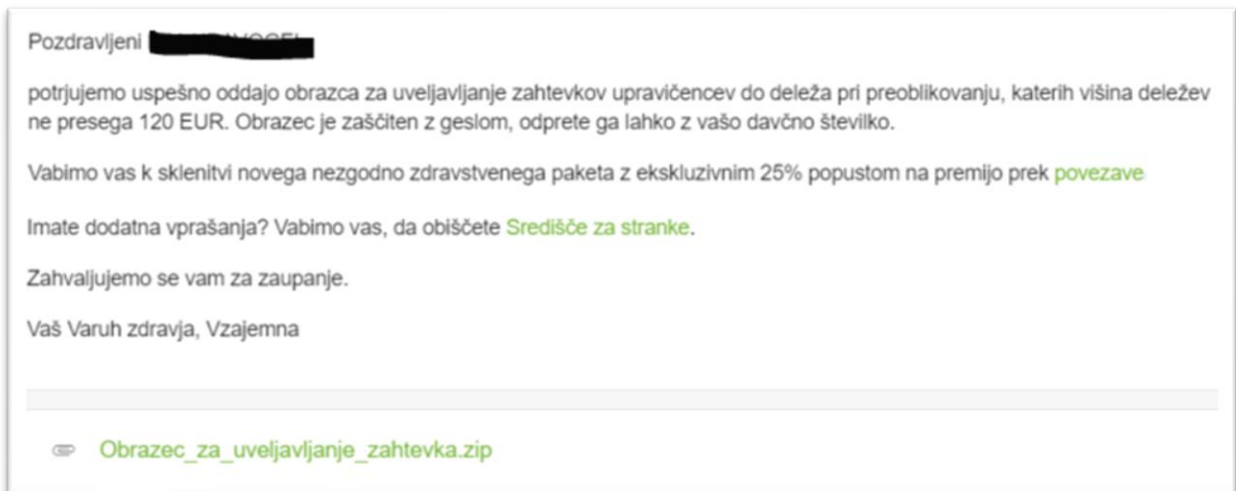 Pozdravljeni
potrjujemo uspešno oddajo obrazca za uveljavljanje zahtevkov upravičencev do deleža pri preoblikovanju, katerih višina deležev
ne presega 120 EUR. Obrazec je zaščiten z geslom, odprete ga lahko z vašo davčno številko.
Vabimo vas k sklenitvi novega nezgodno zdravstvenega paketa z ekskluzivnim 25% popustom na premijo prek povezave
Imate dodatna vprašanja? Vabimo vas, da obiščete Središče za stranke.
Zahvaljujemo se vam za zaupanje.
Vaš Varuh zdravja, Vzajemna
Obrazec_za_uveljavljanje_zahtevka.zip